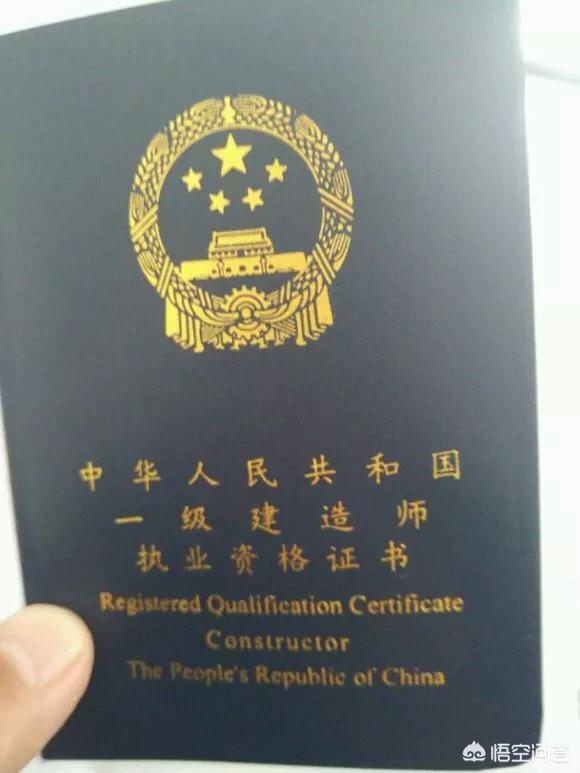 中华人民共和国
一级建造师
执业资格证书
Registered Qualification Certificate
Constructor
The People's Republic of China
悟空问答